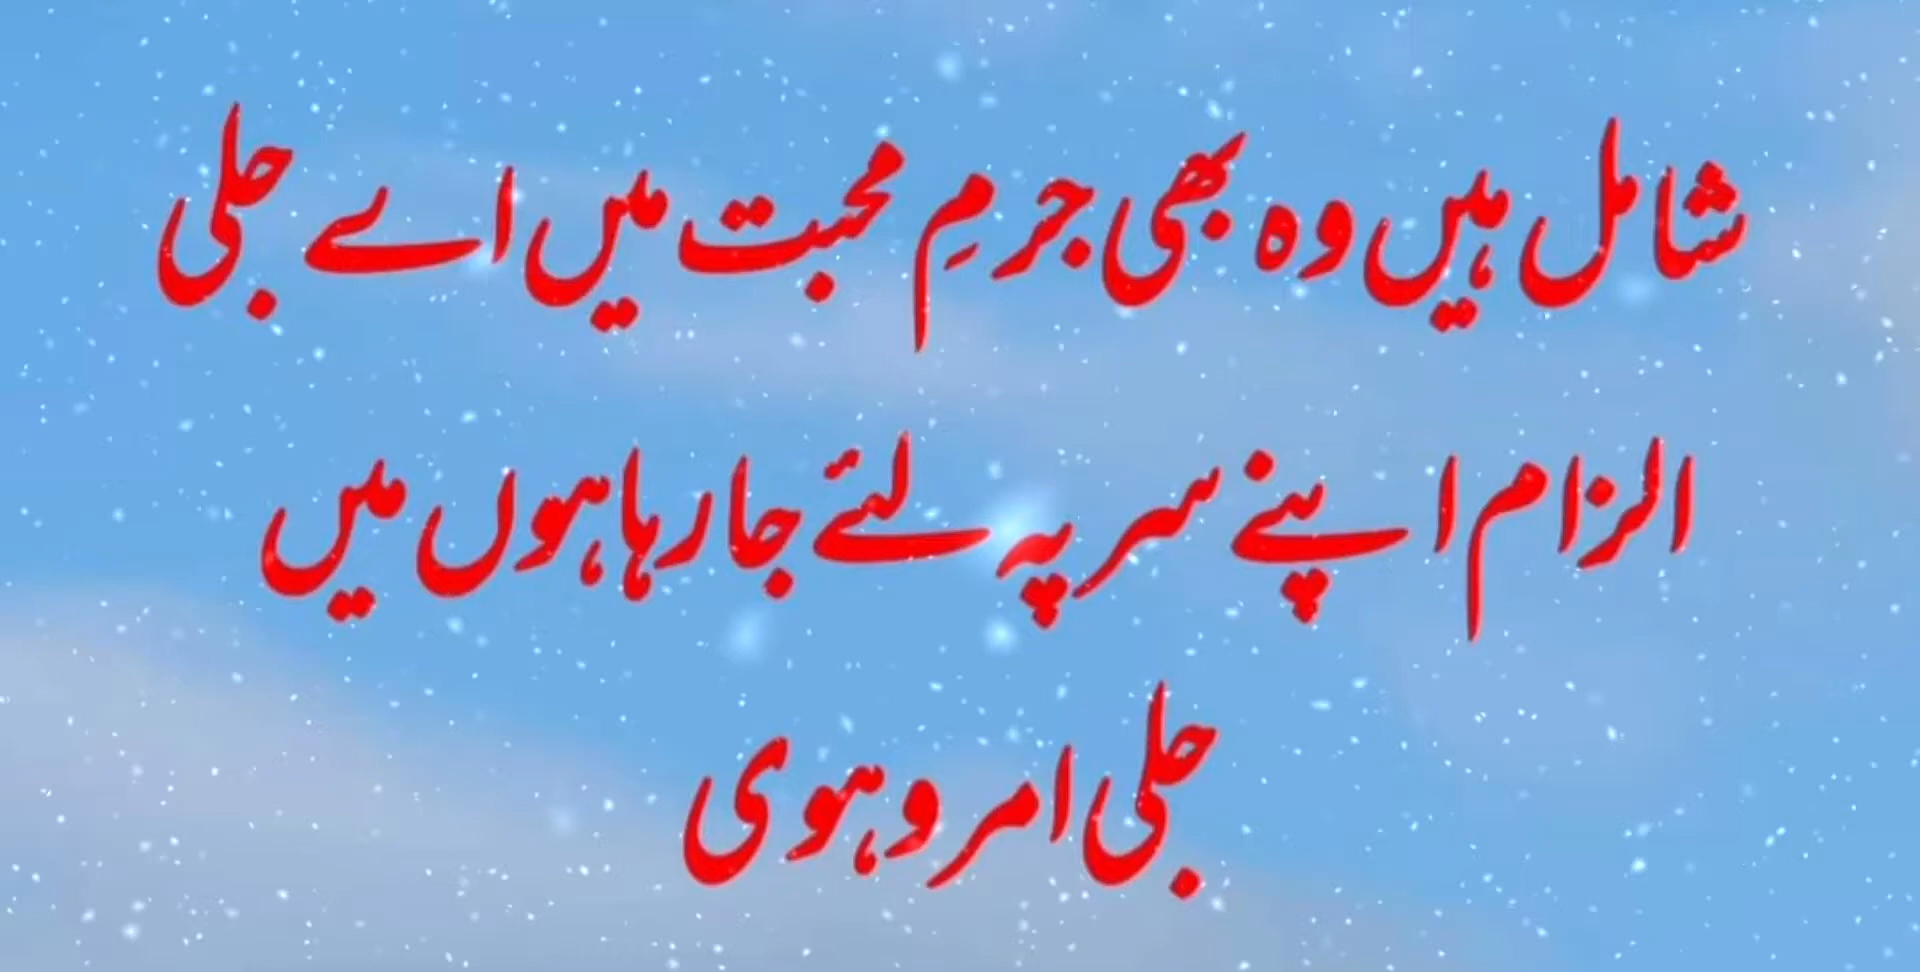 شامل ہیں وہ بھی جرمِ محبت میں اے جلی
الزام اپنے سر پہ لئے جا رہا ہوں میں
جلی امروہوی